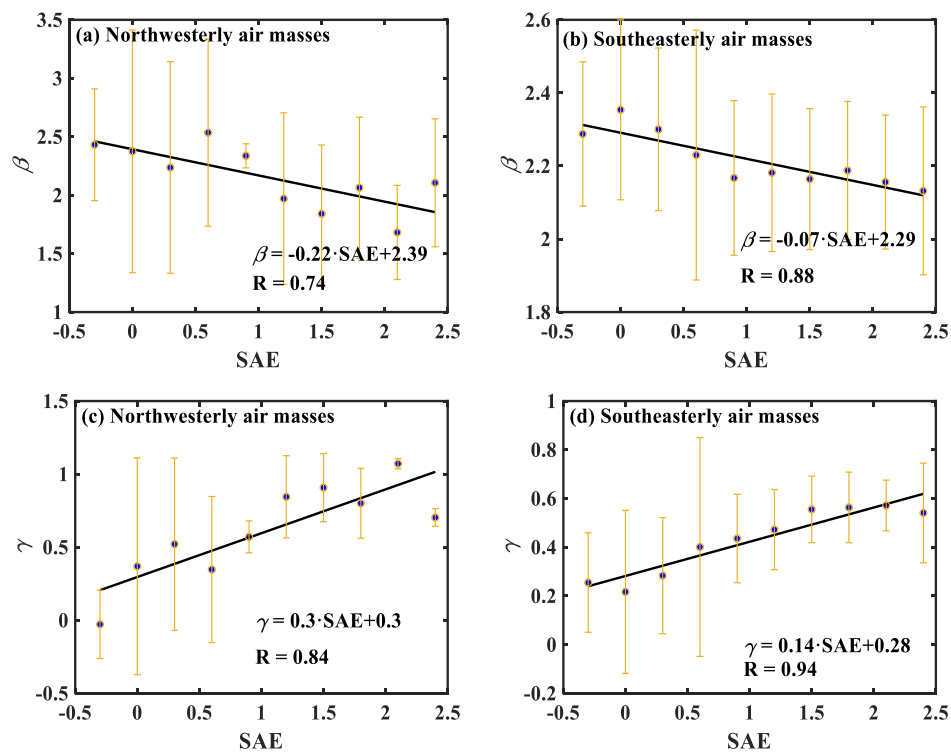 (a) Northwesterly air masses
3.5
3
2.5
2
1.5
1
β
β = -0.22·SAE+2.39
R = 0.74
-0.5 0 0.5 1 1.5 2 2.5
SAE
(b) Southeasterly air masses
2.6
2.4
2.2
2
1.8
β
β = -0.07·SAE+2.29
R = 0.88
-0.5 0 0.5 1 1.5 2 2.5
SAE
(c) Northwesterly air masses
1.5
1
0.5
0
-0.5
γ
γ = 0.3·SAE+0.3
R = 0.84
-0.5 0 0.5 1 1.5 2 2.5
SAE
(d) Southeasterly air masses
1
0.8
0.6
0.4
0.2
0
-0.2
γ
γ = 0.14·SAE+0.28
R = 0.94
-0.5 0 0.5 1 1.5 2 2.5
SAE